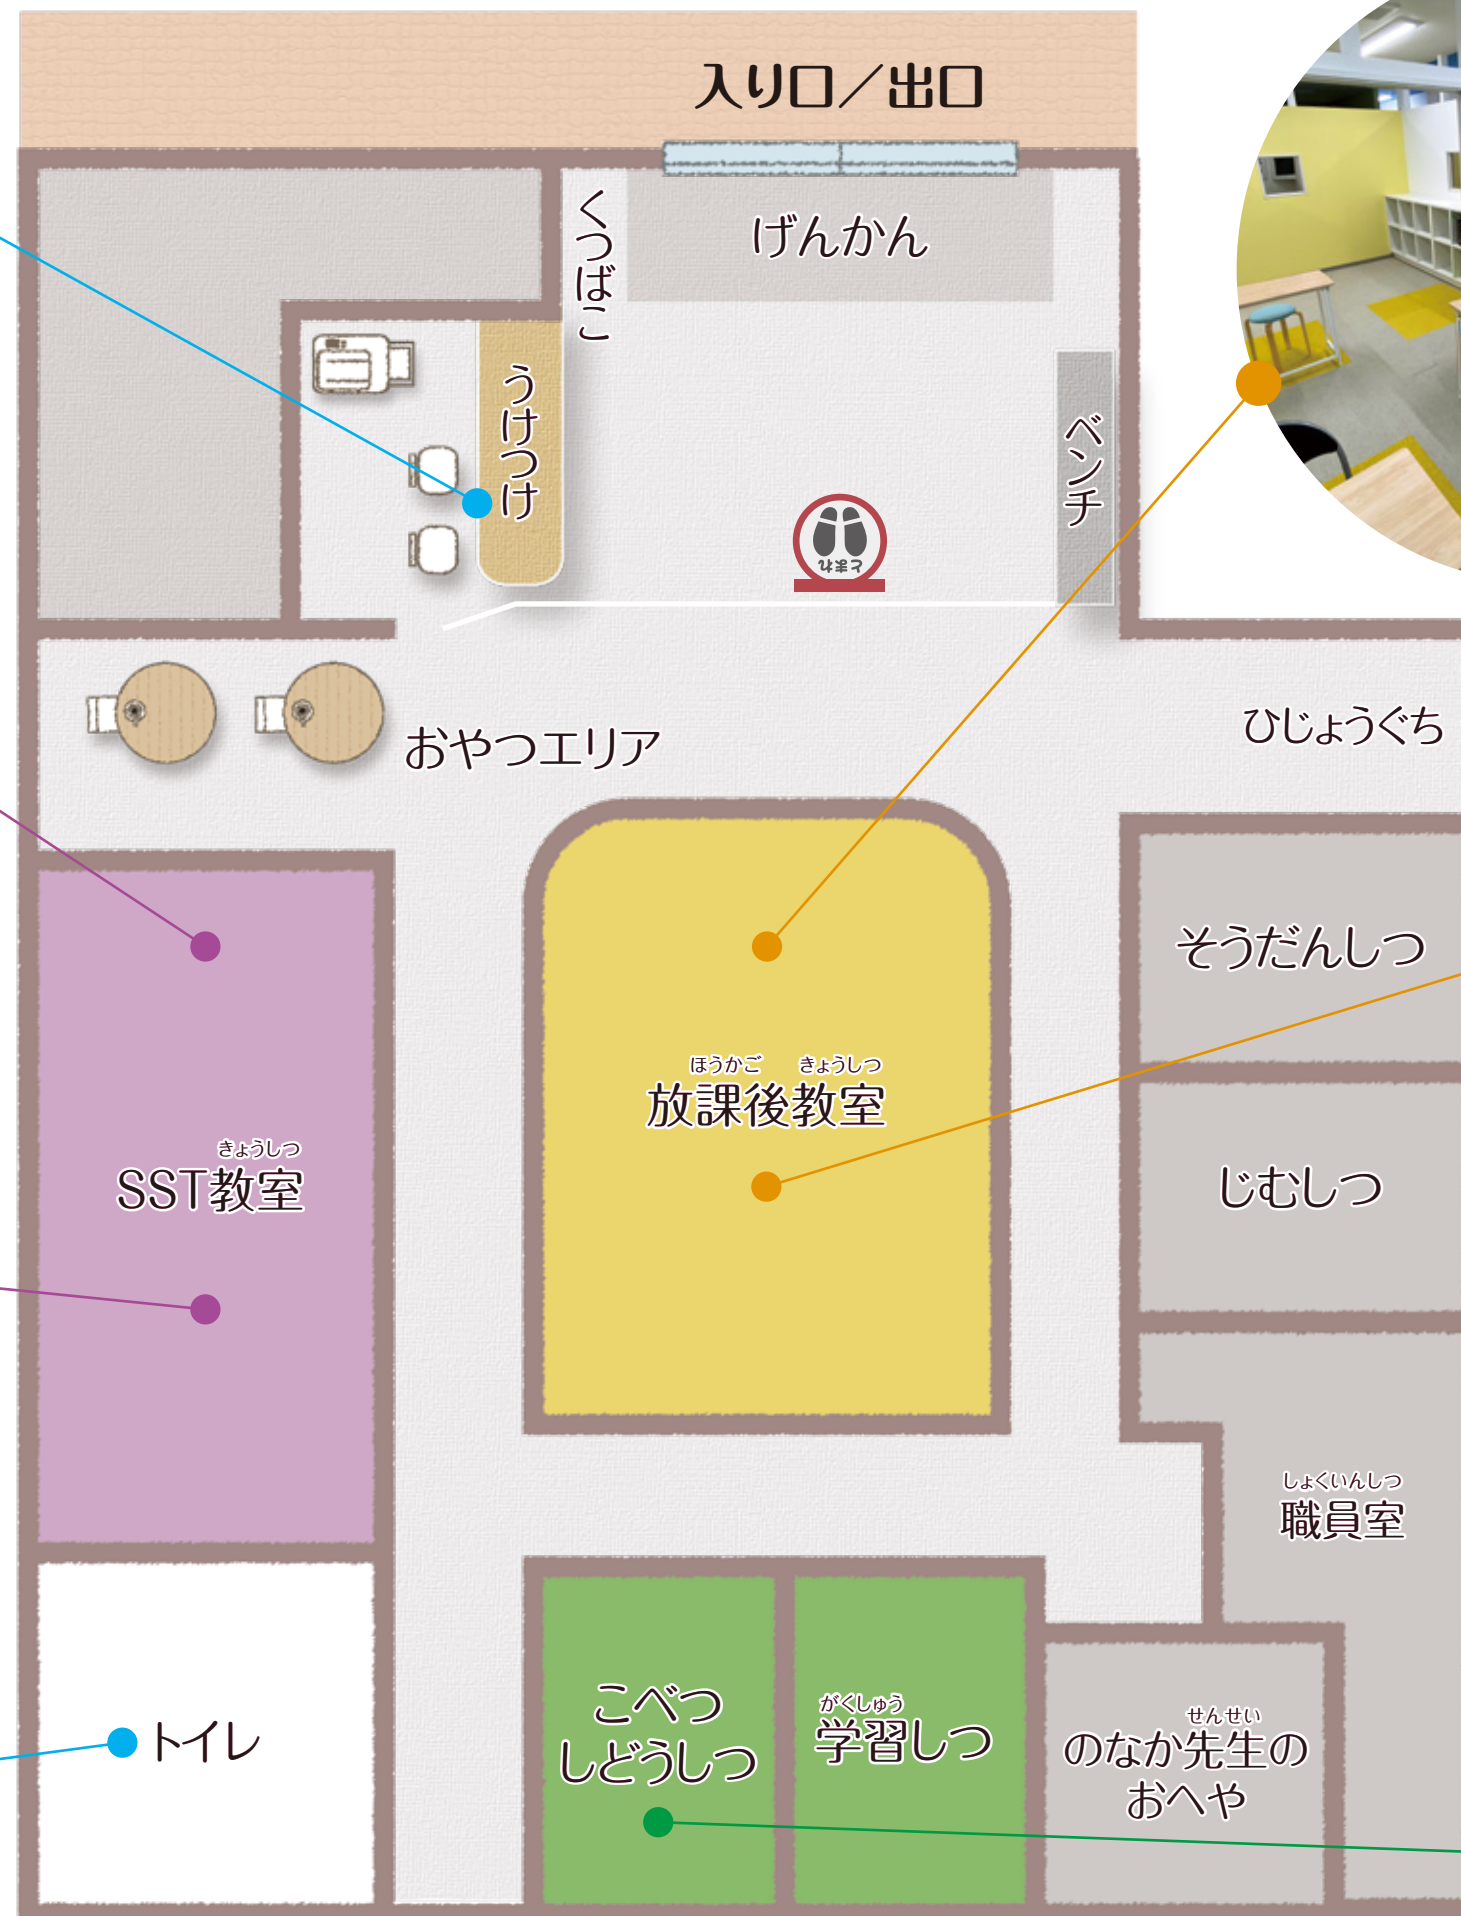 入り口／出口
げんかん
くつばこ
うけつけ
ベンチ
とまれ
おやつエリア
ひじょうぐち
そうだんしつ
ほうかご きょうしつ
放課後教室
きょうしつ
SST教室
じむしつ
しょくいんしつ
職員室
こべつ
しどうしつ
がくしゅう
学習しつ
せんせい
のなか先生の
おへや
トイレ